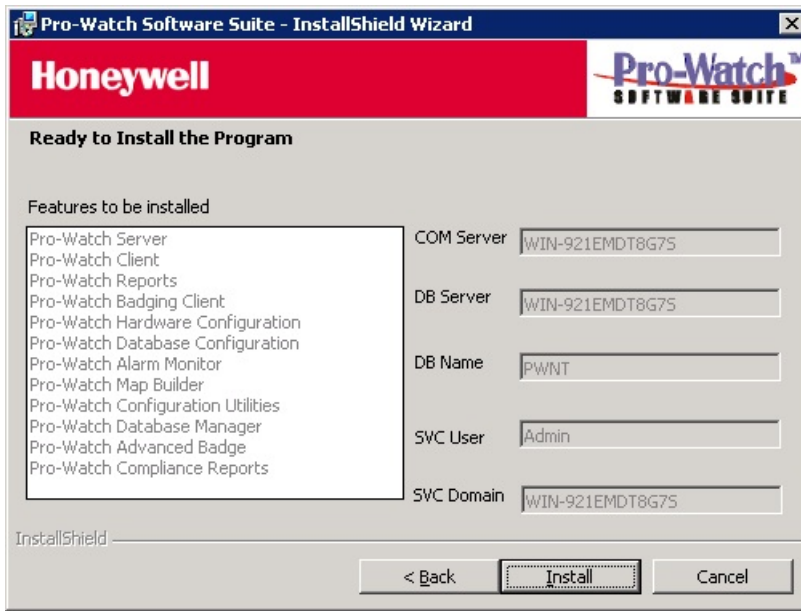 Pro-Watch Software Suite - InstallShield Wizard
Honeywell
Pro-Watch™
SOFTWARE SUITE
Ready to Install the Program
Features to be installed
Pro-Watch Server
Pro-Watch Client
Pro-Watch Reports
Pro-Watch Badging Client
Pro-Watch Hardware Configuration
Pro-Watch Database Configuration
Pro-Watch Alarm Monitor
Pro-Watch Map Builder
Pro-Watch Configuration Utilities
Pro-Watch Database Manager
Pro-Watch Advanced Badge
Pro-Watch Compliance Reports
COM Server WIN-921EMDT8G7S
DB Server WIN-921EMDT8G7S
DB Name PWNT
SVC User Admin
SVC Domain WIN-921EMDT8G7S
InstallShield
< Back Install Cancel